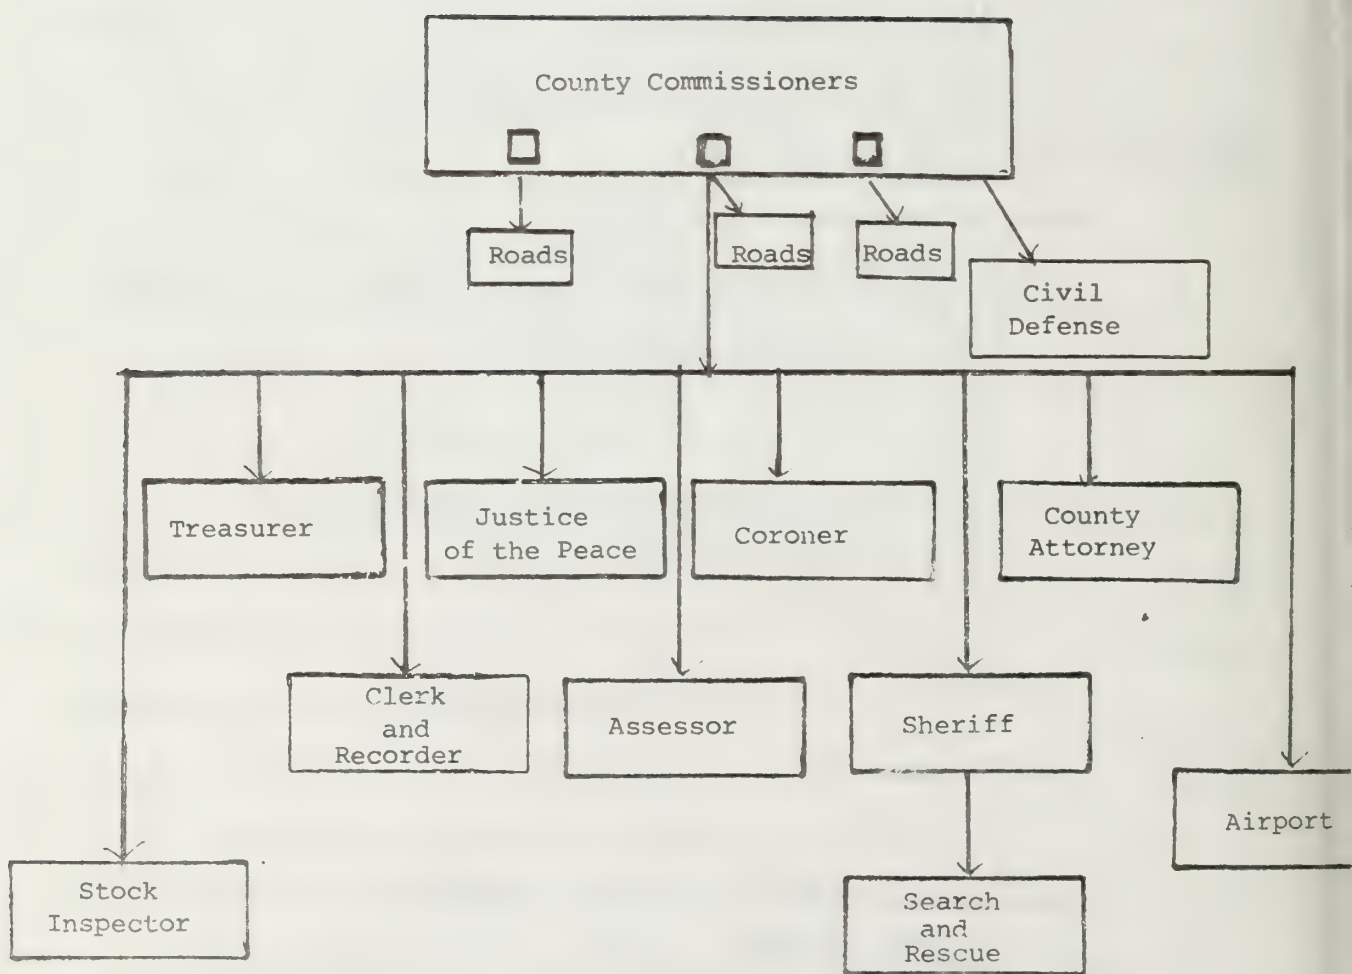 County Commissioners
Roads
Roads
Roads
Civil
Defense
Treasurer
Justice
of the Peace
Coroner
County
Attorney
Clerk
and
Recorder
Assessor
Sheriff
Airport
Stock
Inspector
Search
and
Rescue